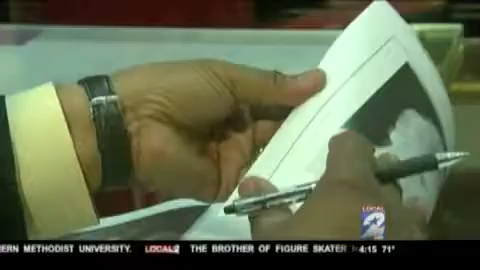 LOCAL
2
ERN METHODIST UNIVERSITY. LOCAL2 THE BROTHER OF FIGURE SKATER 4:15 71°